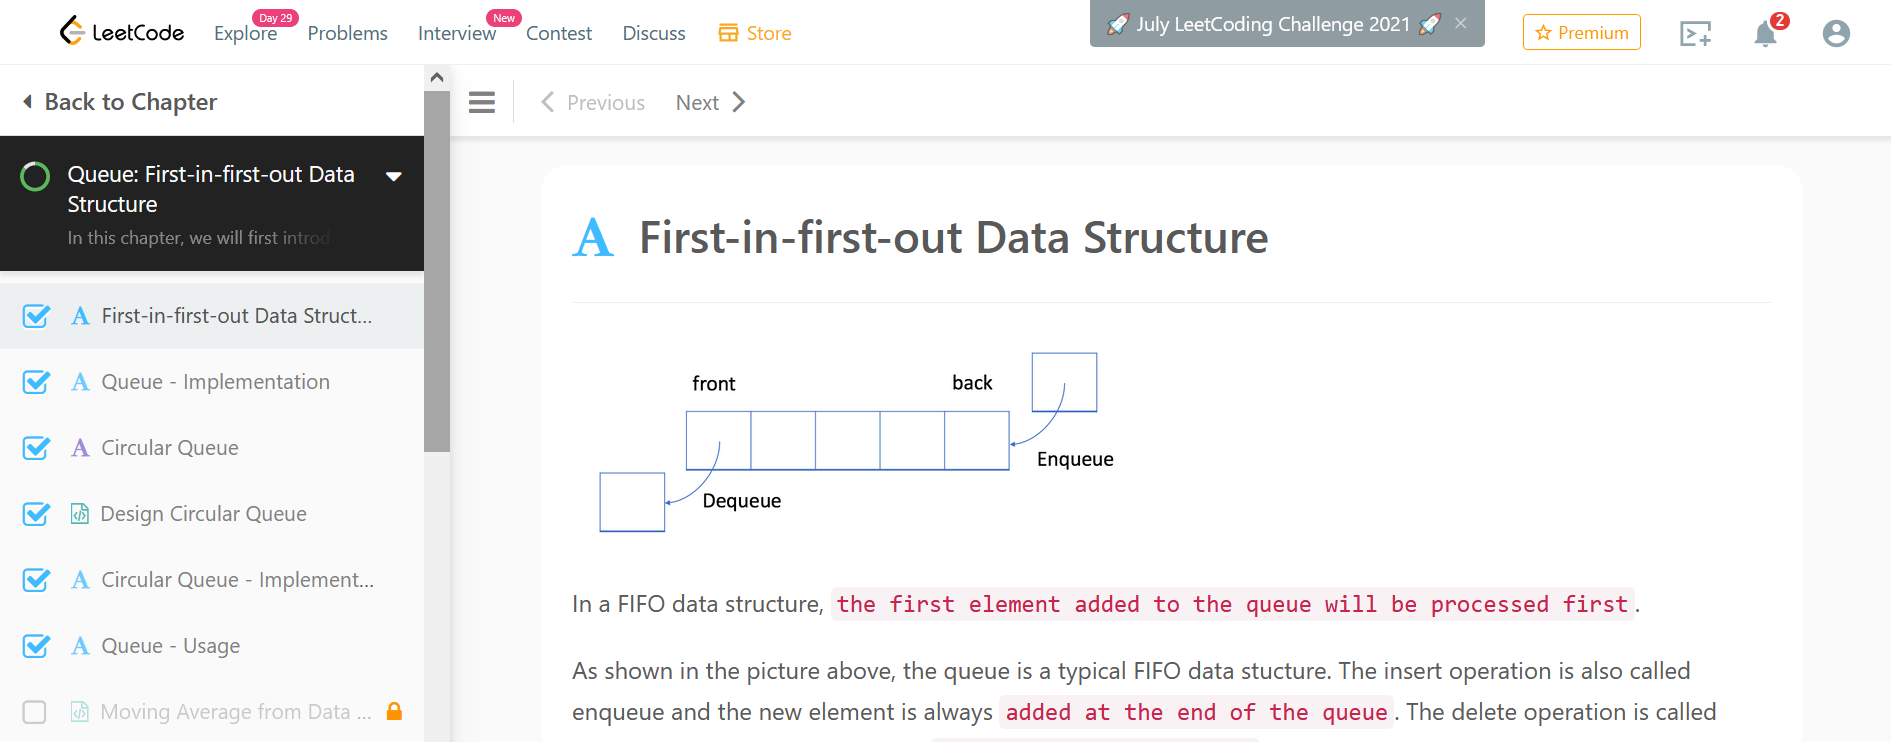 LeetCode Explore Day 29 Problems Interview New Contest Discuss Store 🚀 July LeetCoding Challenge 2021 🚀 × Premium 2
Back to Chapter
Previous Next
Queue: First-in-first-out Data
Structure
In this chapter, we will first introd
A First-in-first-out Data Struct...
A Queue - Implementation
A Circular Queue
Design Circular Queue
A Circular Queue - Implement...
A Queue - Usage
Moving Average from Data ...
A First-in-first-out Data Structure
front
back
Enqueue
Dequeue
In a FIFO data structure, the first element added to the queue will be processed first.
As shown in the picture above, the queue is a typical FIFO data stucture. The insert operation is also called
enqueue and the new element is always added at the end of the queue. The delete operation is called